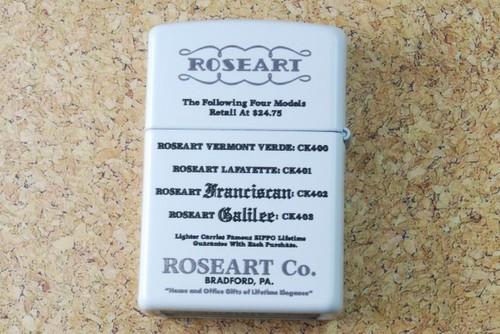 ROSEART
The Following Four Models
Retail At $24.75
ROSEART VERMONT VERDE: CK400
ROSEART LAFAYETTE: CK401
ROSEART Franciscan: CK402
ROSEART Galilee: CK403
Lighter Carries Famous ZIPPO Lifetime
Guarantee With Each Purchase.
ROSEART Co.
BRADFORD, PA.
"Home and Office Gifts of Lifetime Elegance"